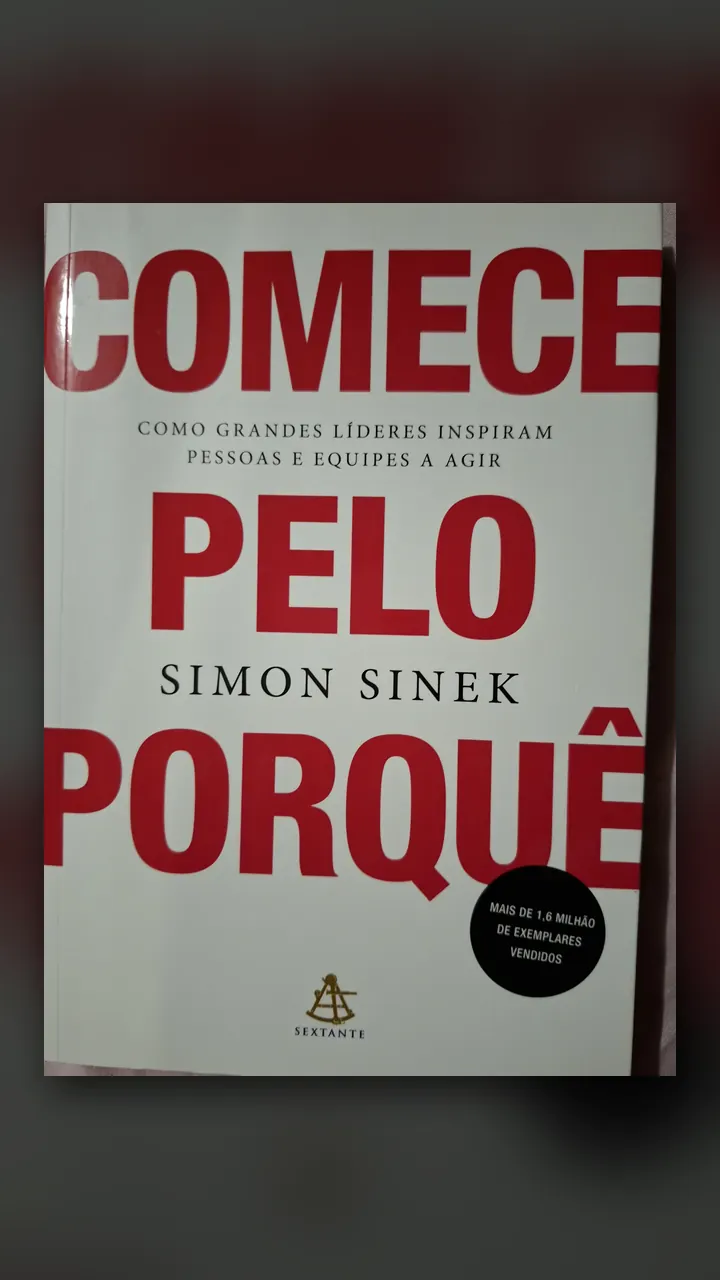 COMECE
COMO GRANDES LÍDERES INSPIRAM
PESSOAS E EQUIPES A AGIR
PELO
SIMON SINEK
PORQUÊ
MAIS DE 1,6 MILHÃO
DE EXEMPLARES
VENDIDOS
SEXTANTE